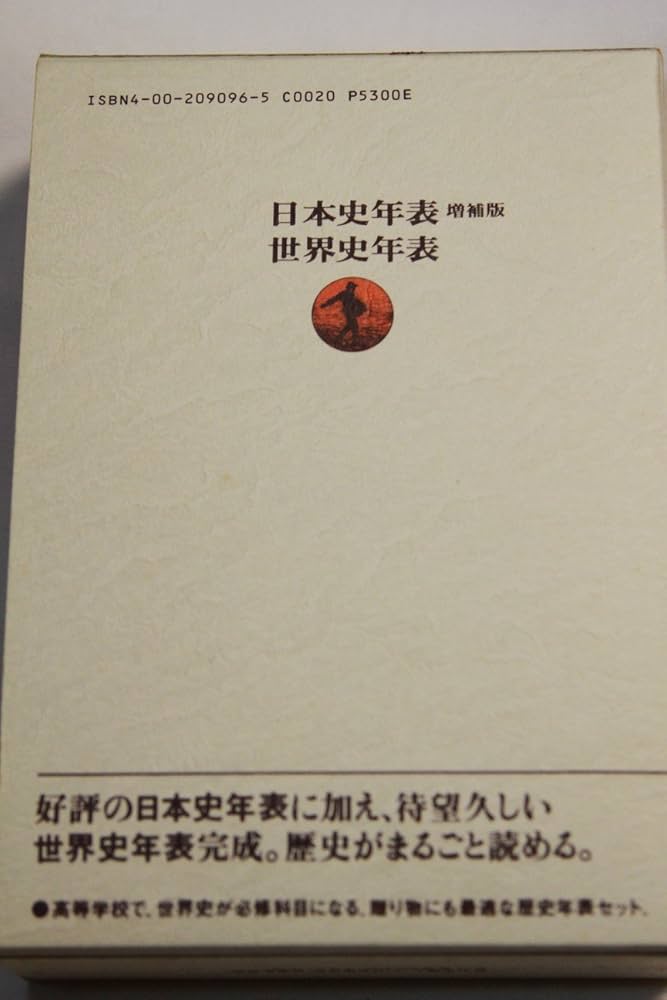 ISBN4-00-209096-5 C0020 P5300E
日本史年表 増補版
世界史年表
好評の日本史年表に加え、待望久しい
世界史年表完成。歴史がまるごと読める。
●高等学校で、世界史が必修科目になる。贈り物にも最適な歴史年表セット。